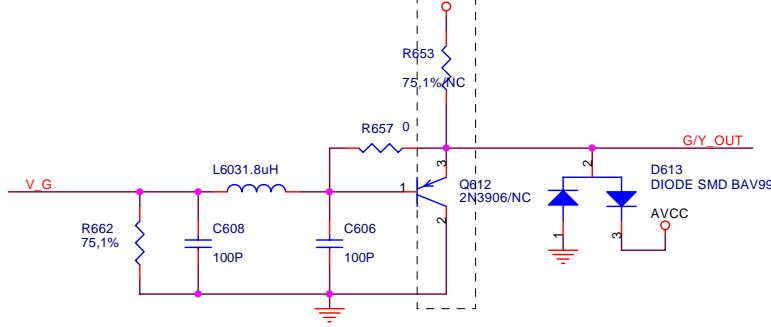 R653
75,1%/NC
R657 0
G/Y_OUT
L6031.8uH
3
2
V_G
1
Q612
2N3906/NC
D613
DIODE SMD BAV99
R662
75,1%
C608
100P
C606
100P
2
1
3
AVCC